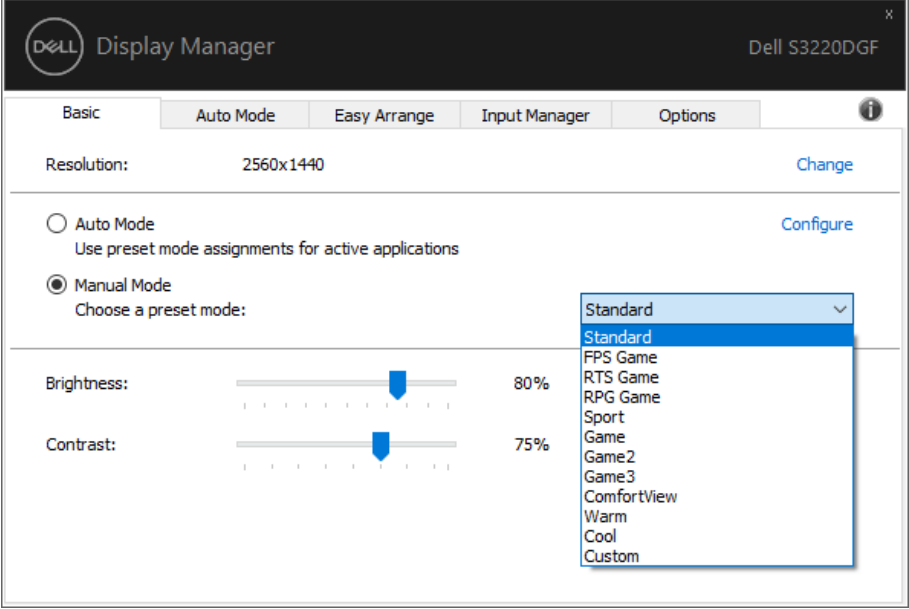 x
DELL Display Manager
Dell S3220DGF
Basic Auto Mode Easy Arrange Input Manager Options i
Resolution: 2560x1440 Change
Auto Mode Configure
Use preset mode assignments for active applications
Manual Mode
Choose a preset mode: Standard
Standard
FPS Game
RTS Game
RPG Game
Sport
Game
Game2
Game3
ComfortView
Warm
Cool
Custom
Brightness: 80%
Contrast: 75%